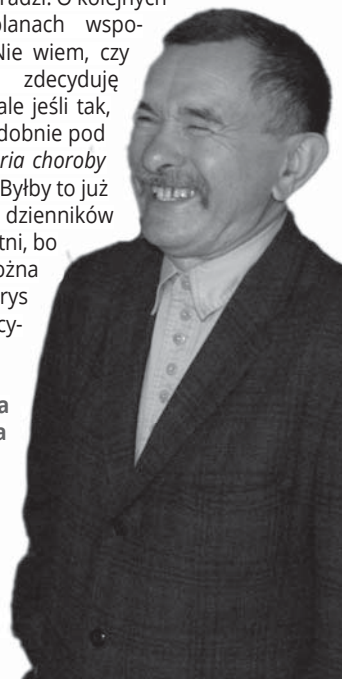 radzi. O kolejnych
planach wspo-
Nie wiem, czy
zdecyduję
ale jeśli tak,
dobnie pod
ria choroby
Byłby to już
dzienników
tni, bo
ożna
rys
cy-
a
a